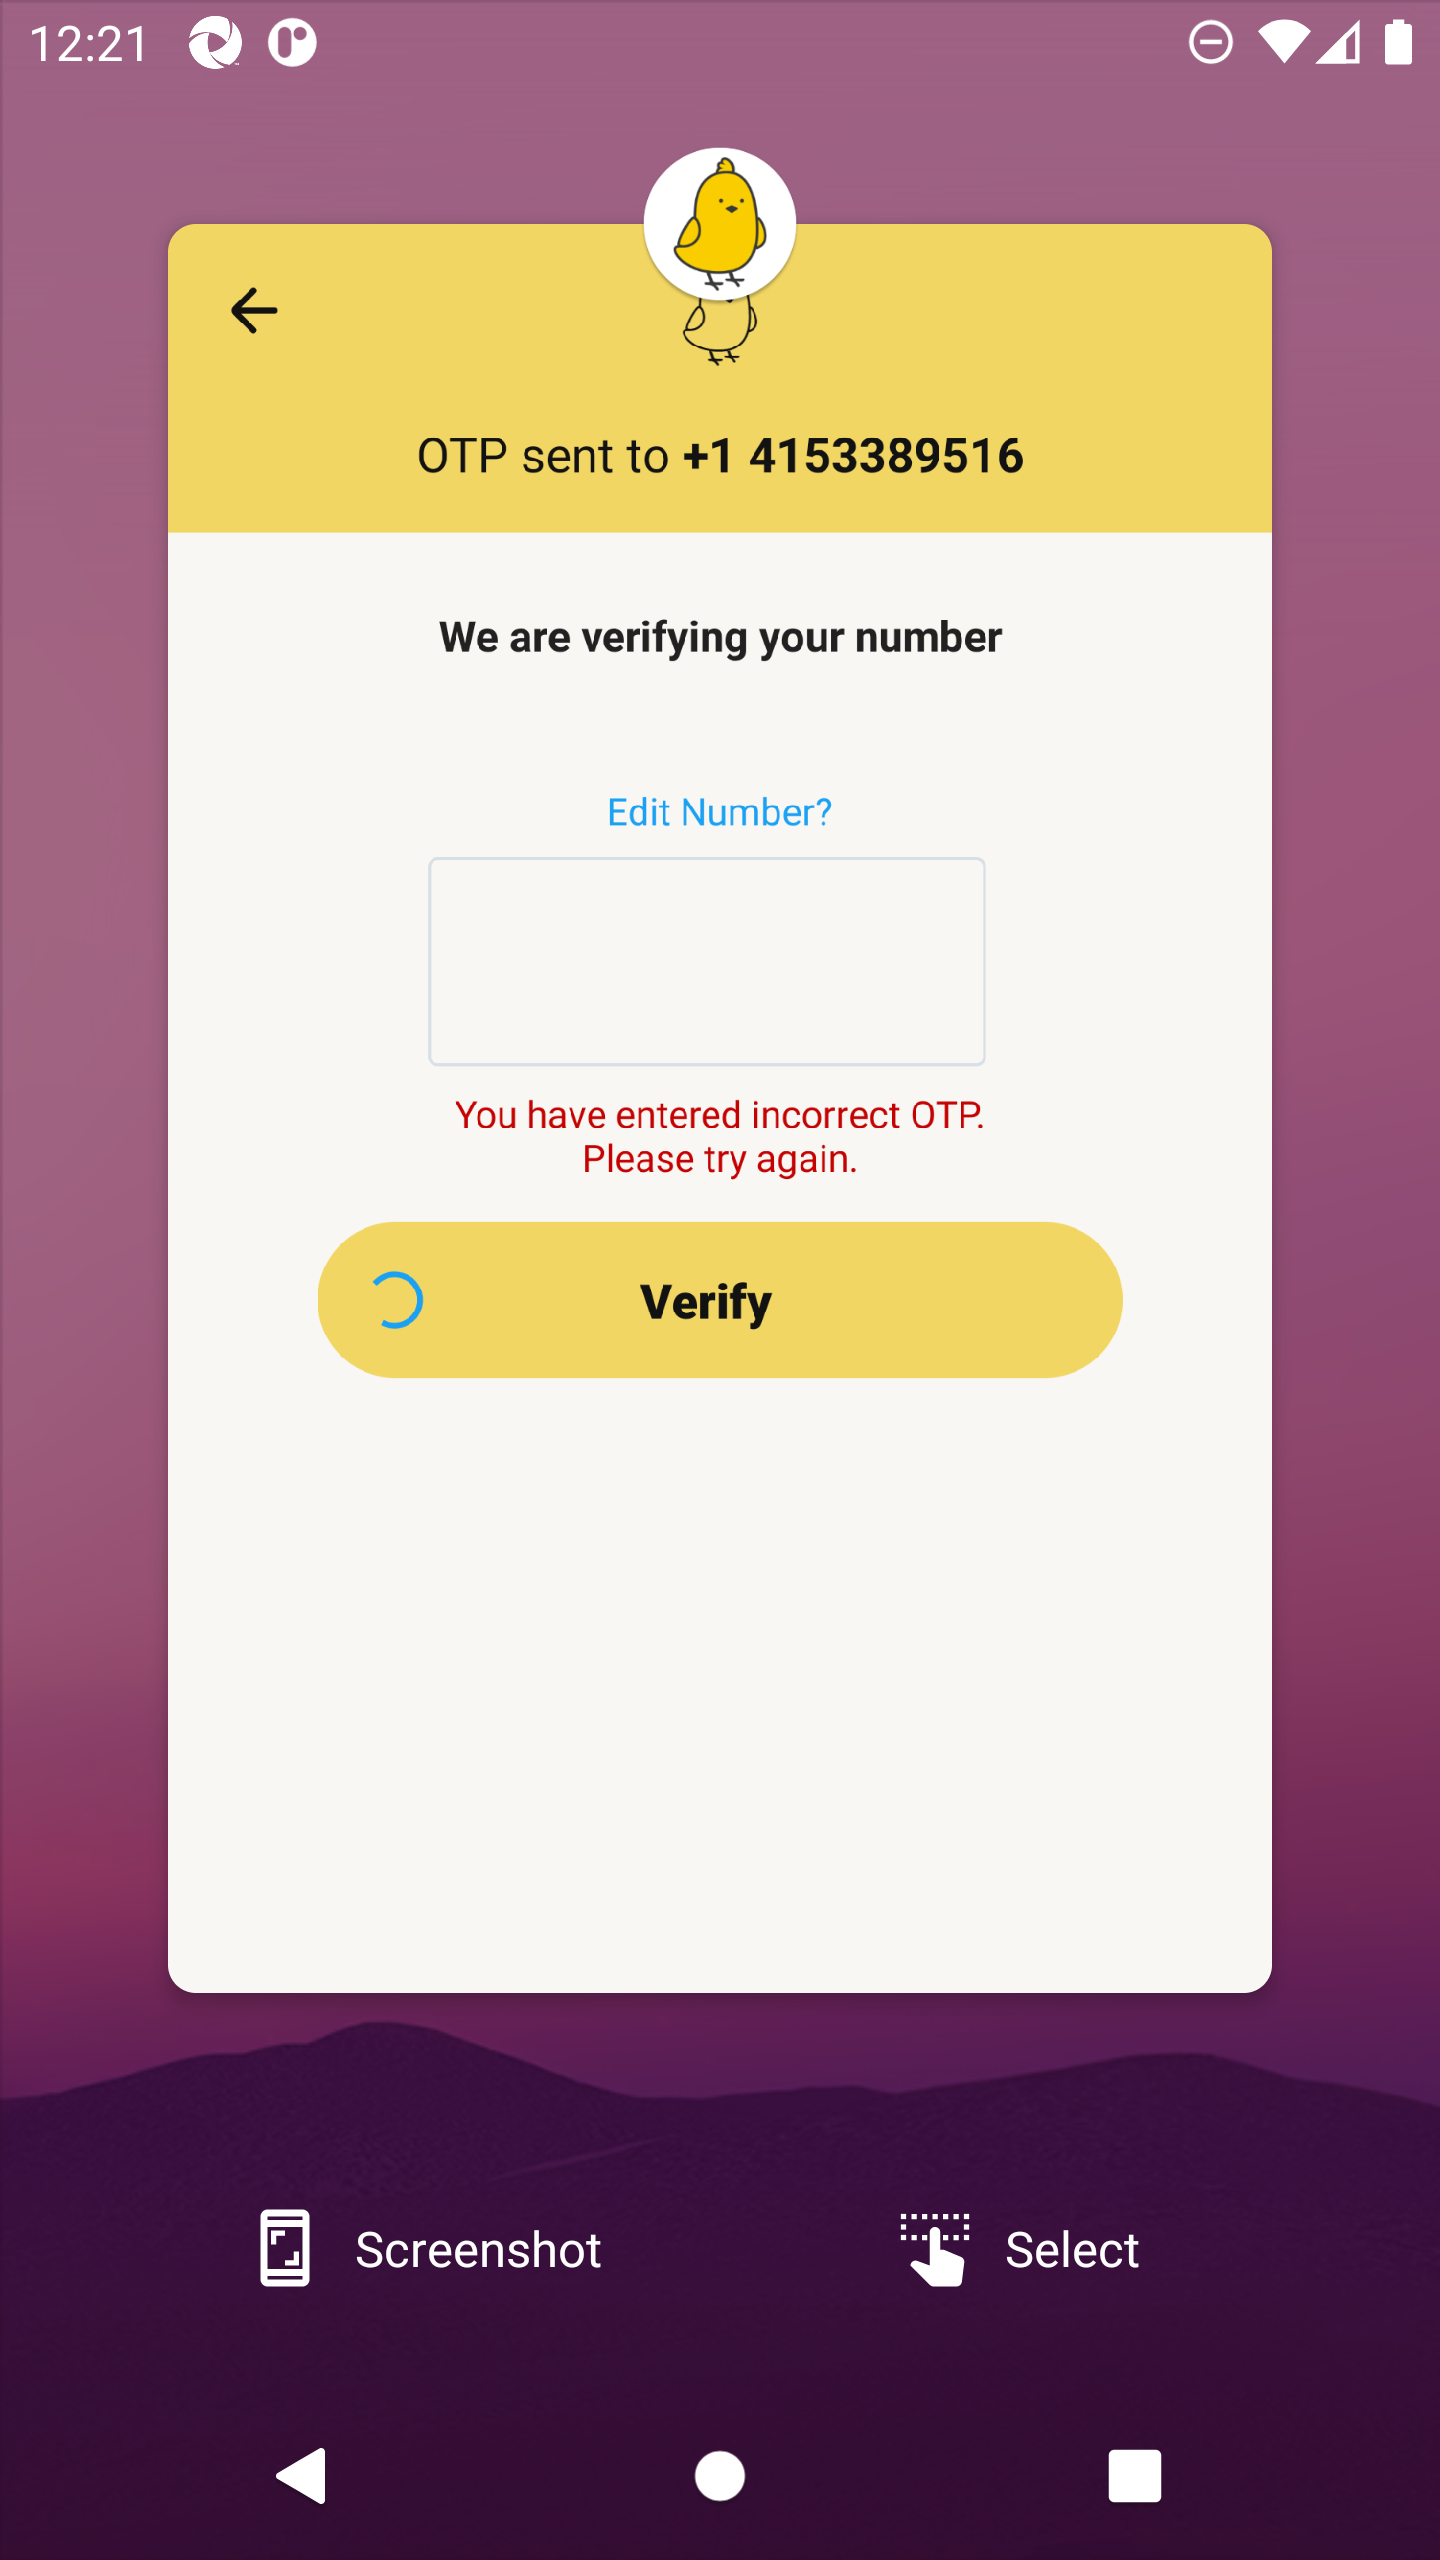 12:21
OTP sent to +1 4153389516
We are verifying your number
Edit Number?
You have entered incorrect OTP.
Please try again.
Verify
Screenshot
Select